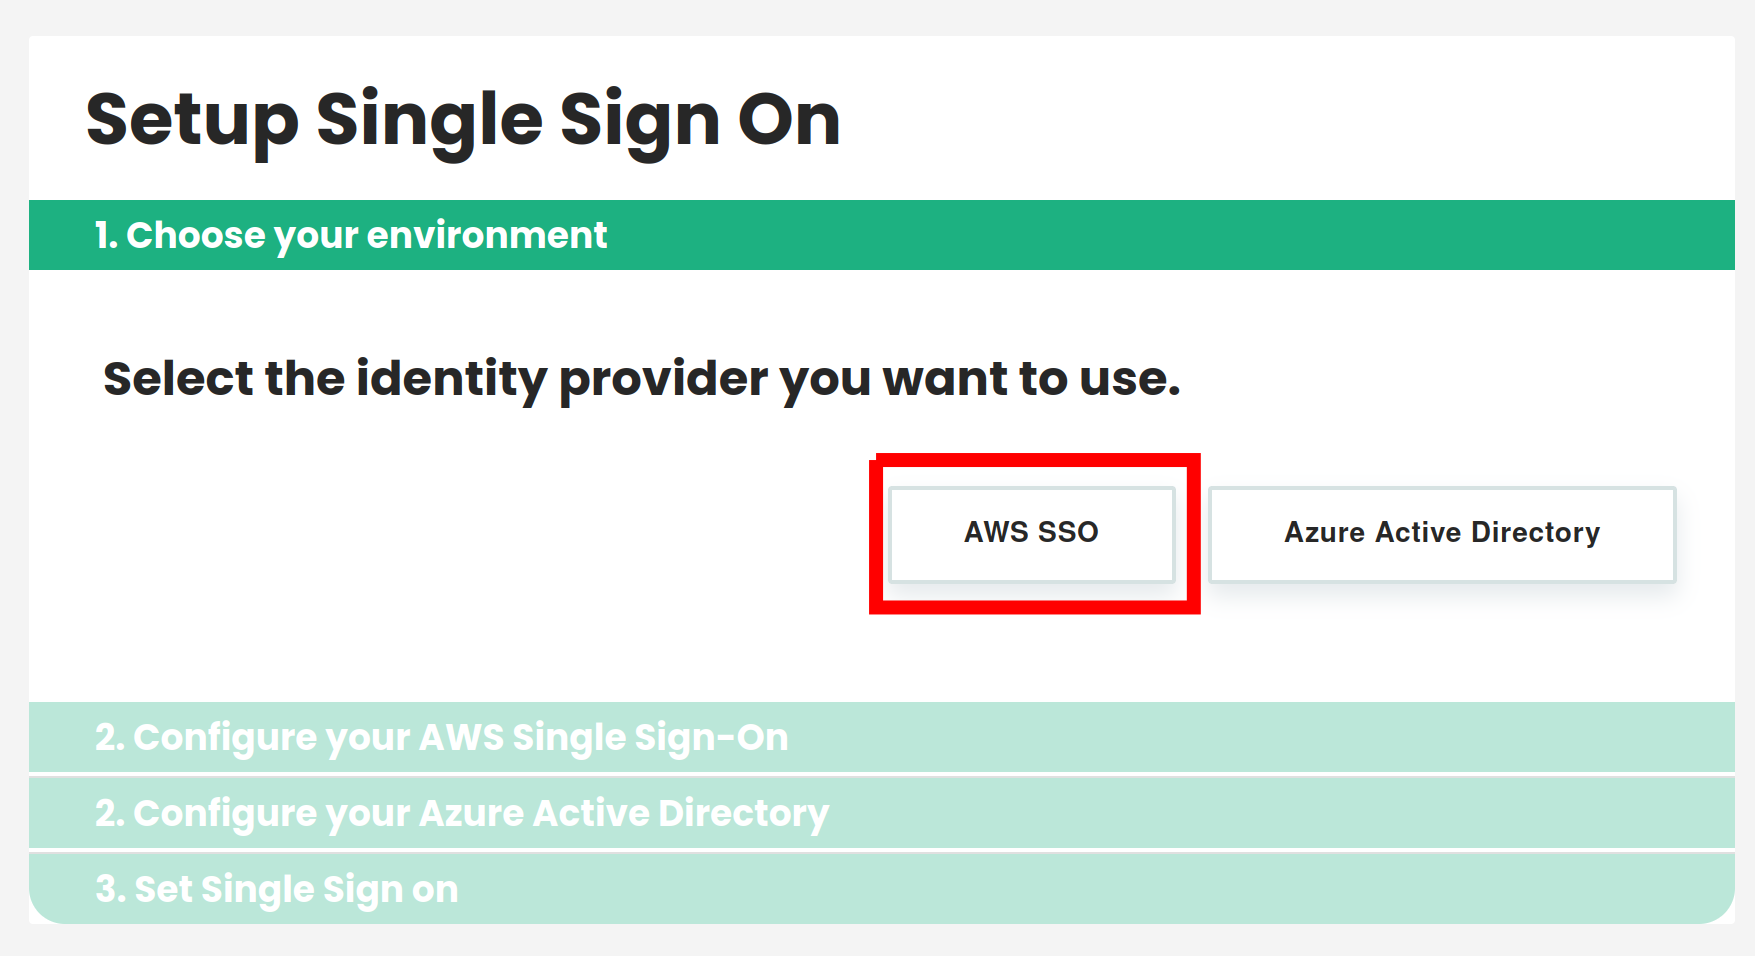 Setup Single Sign On
1. Choose your environment
Select the identity provider you want to use.
AWS SSO
Azure Active Directory
2. Configure your AWS Single Sign-On
2. Configure your Azure Active Directory
3. Set Single Sign on